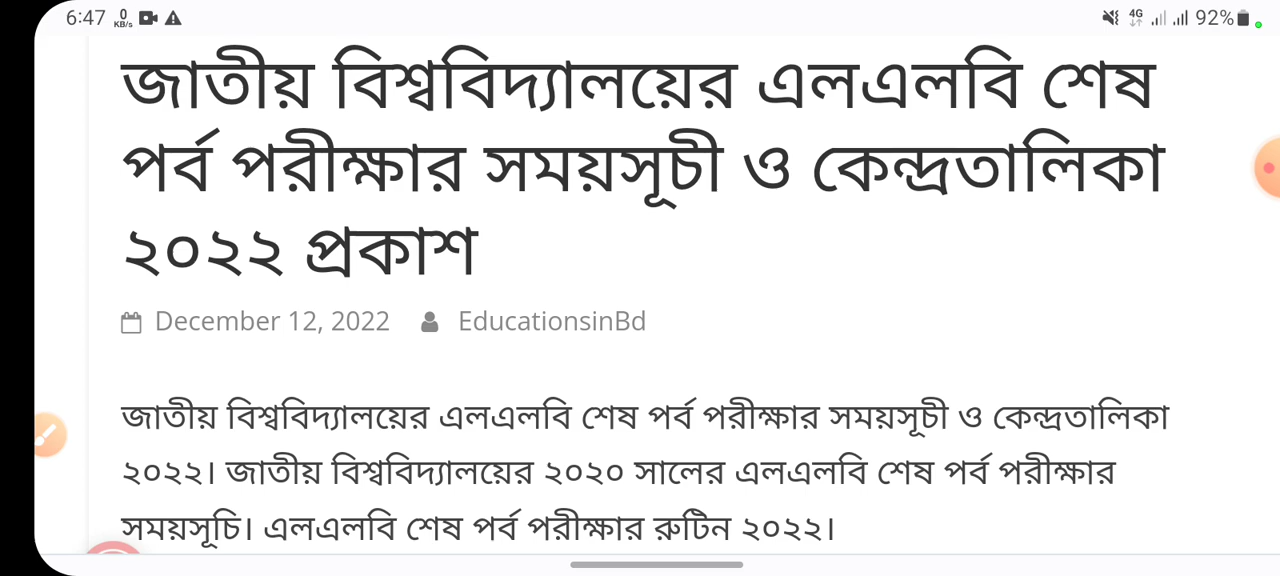 6:47 0 KB/s 4G 92%
জাতীয় বিশ্ববিদ্যালয়ের এলএলবি শেষ
পর্ব পরীক্ষার সময়সূচী ও কেন্দ্রতালিকা
২০২২ প্রকাশ
December 12, 2022 EducationsinBd
জাতীয় বিশ্ববিদ্যালয়ের এলএলবি শেষ পর্ব পরীক্ষার সময়সূচী ও কেন্দ্রতালিকা
২০২২। জাতীয় বিশ্ববিদ্যালয়ের ২০২০ সালের এলএলবি শেষ পর্ব পরীক্ষার
সময়সূচি। এলএলবি শেষ পর্ব পরীক্ষার রুটিন ২০২২।